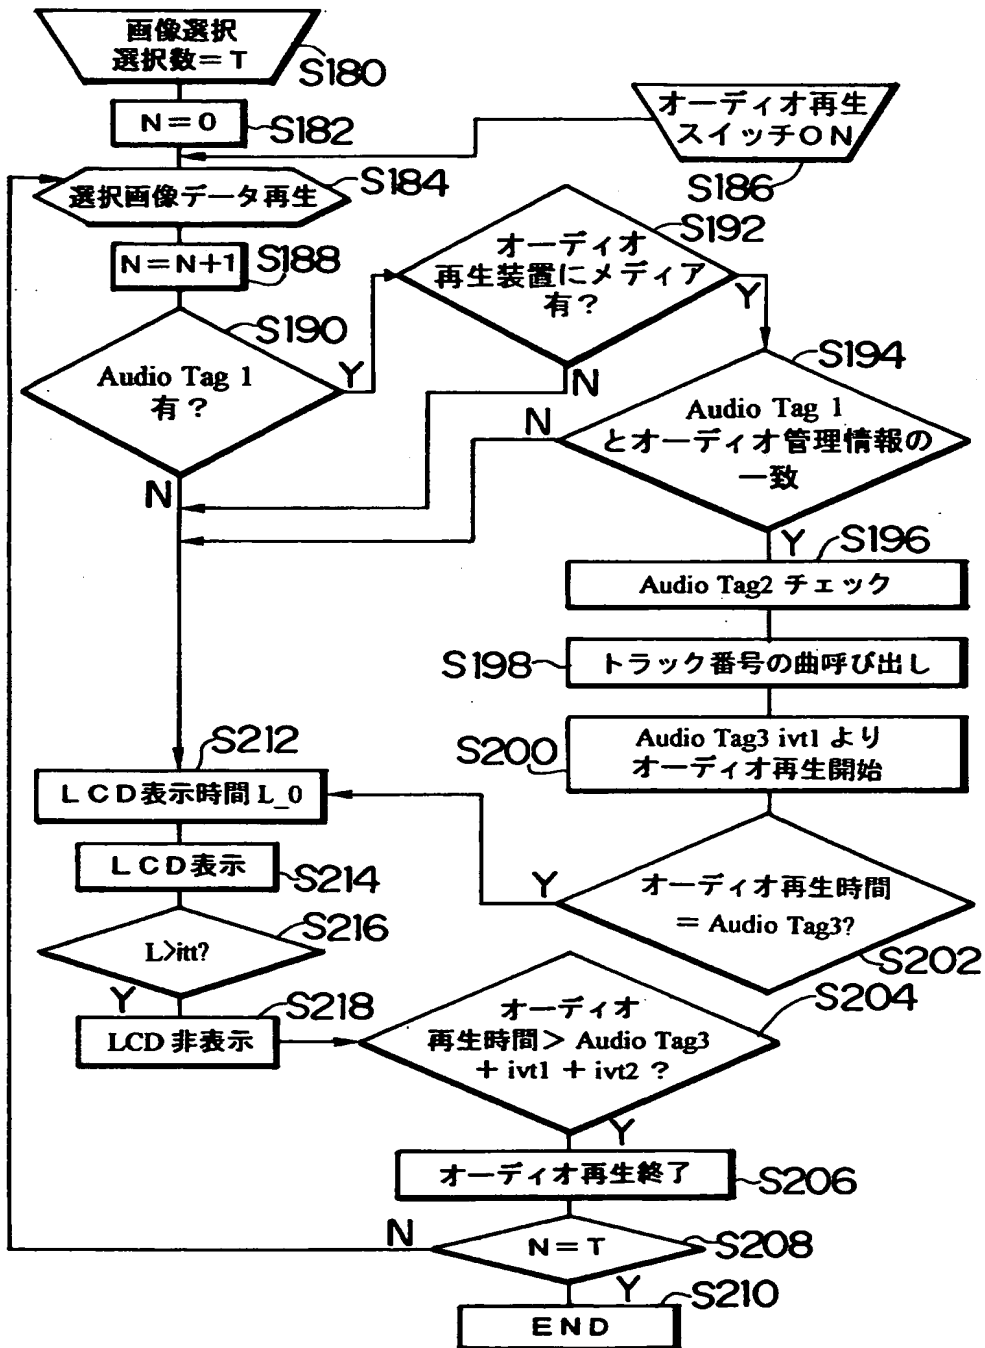 画像選択
選択数=T
S180
N=0
S182
オーディオ再生
スイッチON
S186
選択画像データ再生
S184
N=N+1
S188
オーディオ
再生装置にメディア
有?
S192
Y
N
Audio Tag 1
有?
S190
Y
N
Audio Tag 1
とオーディオ管理情報の
一致
S194
N
Y
Audio Tag2 チェック
S196
トラック番号の曲呼び出し
S198
Audio Tag3 ivt1 より
オーディオ再生開始
S200
オーディオ再生時間
= Audio Tag3?
S202
Y
LCD表示時間 L_0
S212
LCD表示
S214
L>itt?
S216
Y
LCD 非表示
S218
オーディオ
再生時間> Audio Tag3
+ ivt1 + ivt2 ?
S204
Y
オーディオ再生終了
S206
N=T
S208
N
Y
END
S210